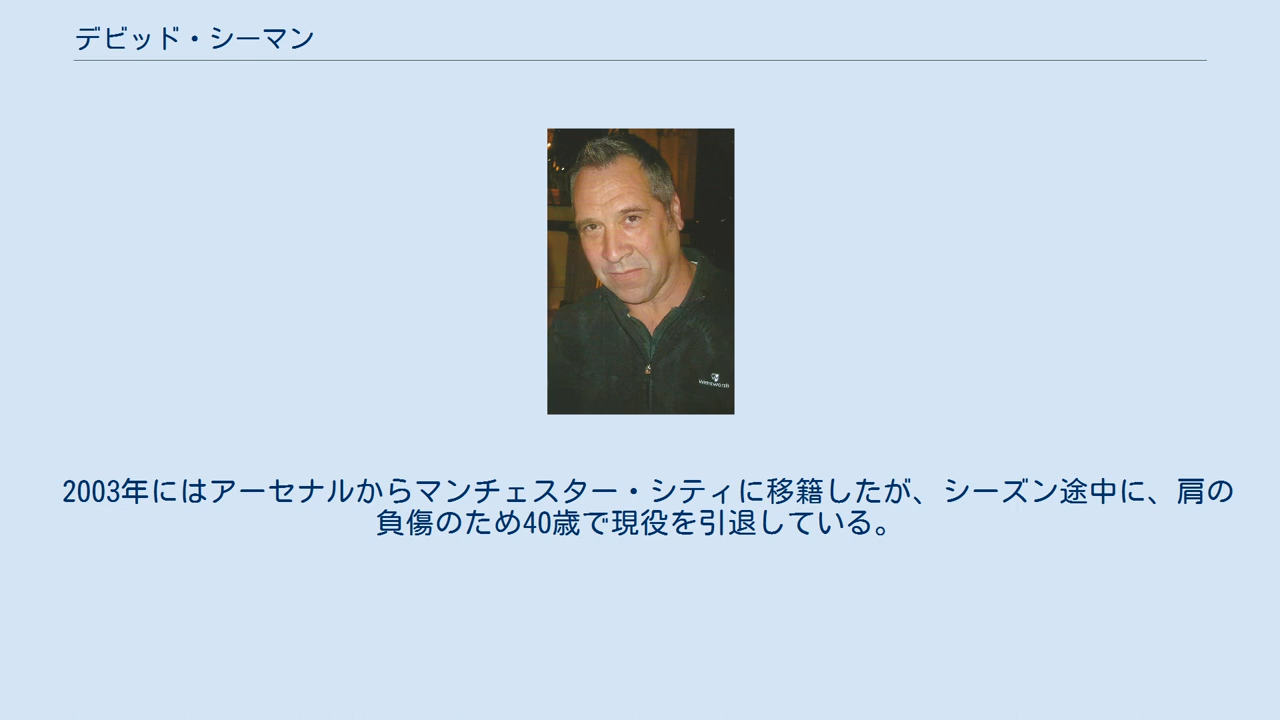 デビッド・シーマン
Wentworth
2003年にはアーセナルからマンチェスター・シティに移籍したが、シーズン途中に、肩の
負傷のため40歳で現役を引退している。